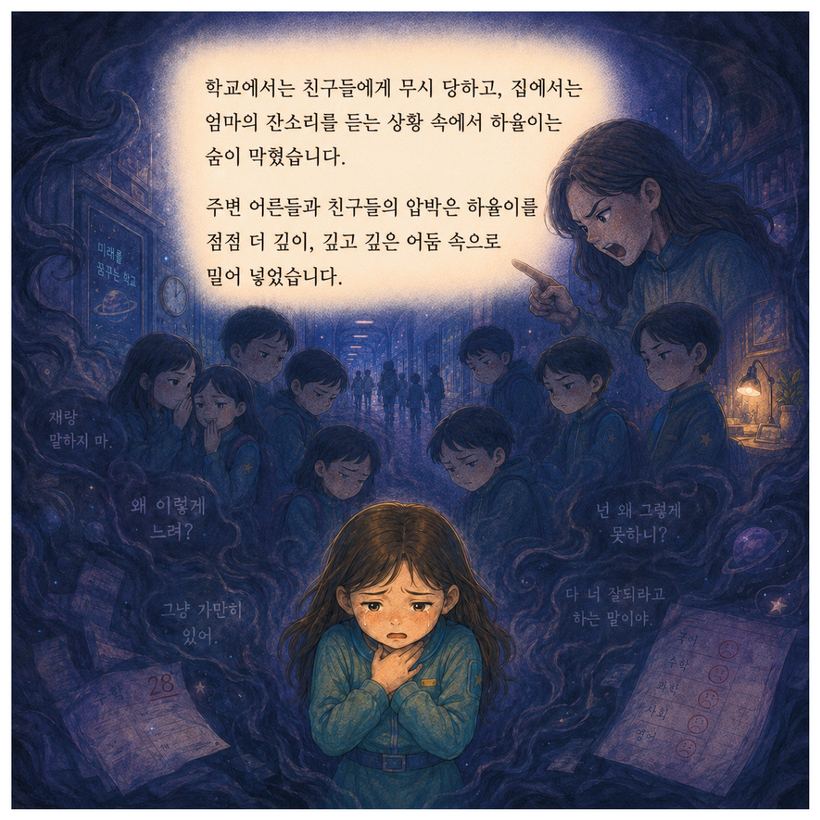 학교에서는 친구들에게 무시 당하고, 집에서는
엄마의 잔소리를 듣는 상황 속에서 하율이는
숨이 막혔습니다.
주변 어른들과 친구들의 압박은 하율이를
점점 더 깊이, 깊고 깊은 어둠 속으로
밀어 넣었습니다.
미래를
꿈꾸는 학교
재랑
말하지 마.
왜 이렇게
느려?
넌 왜 그렇게
못하니?
그냥 가만히
있어.
다 너 잘되라고
하는 말이야.
28
국어
수학
과학
사회
영어